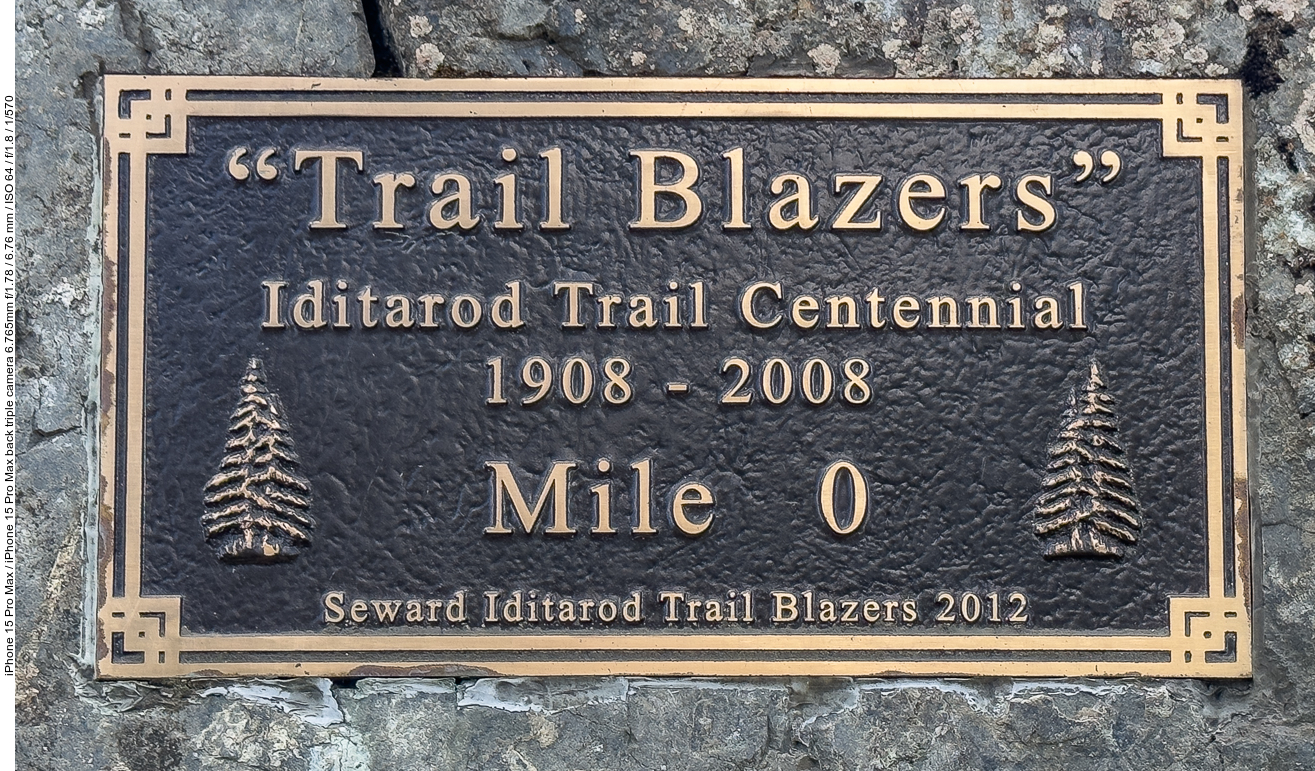 “Trail Blazers”
Iditarod Trail Centennial
1908 - 2008
Mile 0
Seward Iditarod Trail Blazers 2012
iPhone 15 Pro Max / iPhone 15 Pro Max back triple camera 6.765mm f/1.78 / 6.76 mm / ISO 64 / f/1.8 / 1/570